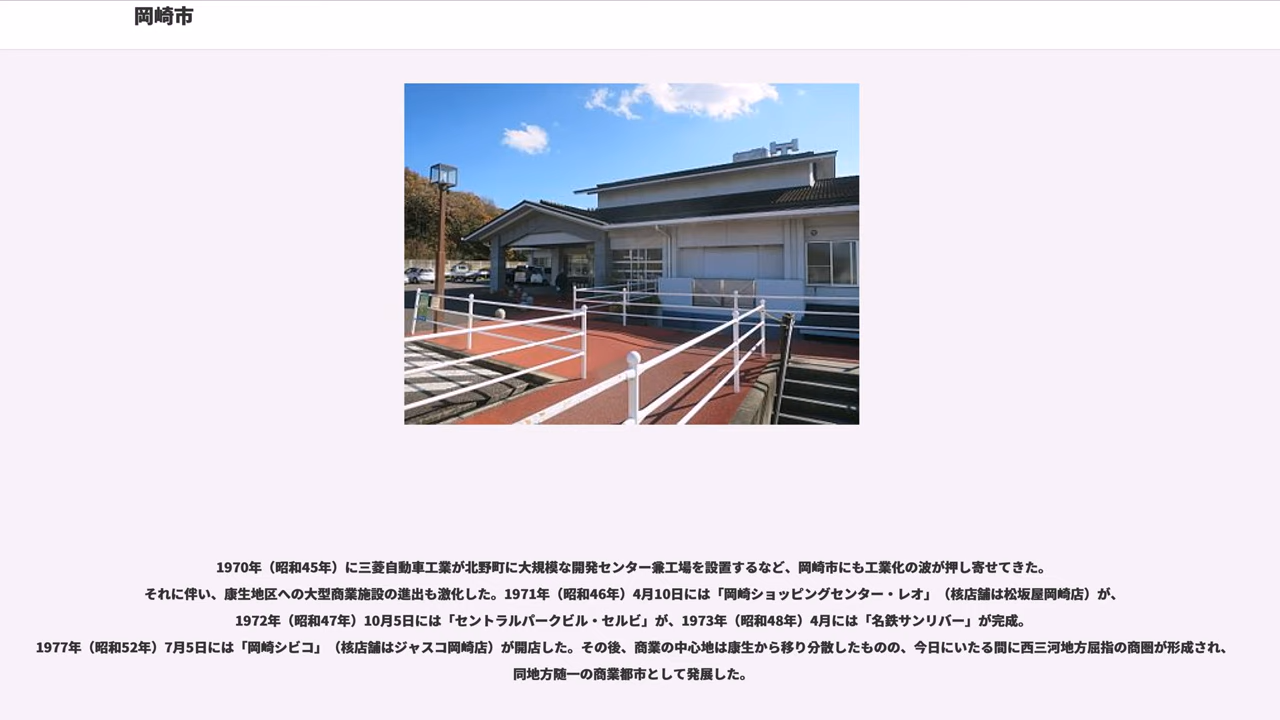 岡崎市
1970年（昭和45年）に三菱自動車工業が北野町に大規模な開発センター兼工場を設置するなど、岡崎市にも工業化の波が押し寄せてきた。
それに伴い、康生地区への大型商業施設の進出も激化した。1971年（昭和46年）4月10日には「岡崎ショッピングセンター・レオ」（核店舗は松坂屋岡崎店）が、
1972年（昭和47年）10月5日には「セントラルパークビル・セルビ」が、1973年（昭和48年）4月には「名鉄サンリバー」が完成。
1977年（昭和52年）7月5日には「岡崎シビコ」（核店舗はジャスコ岡崎店）が開店した。その後、商業の中心地は康生から移り分散したものの、今日にいたる間に西三河地方屈指の商圏が形成され、
同地方随一の商業都市として発展した。